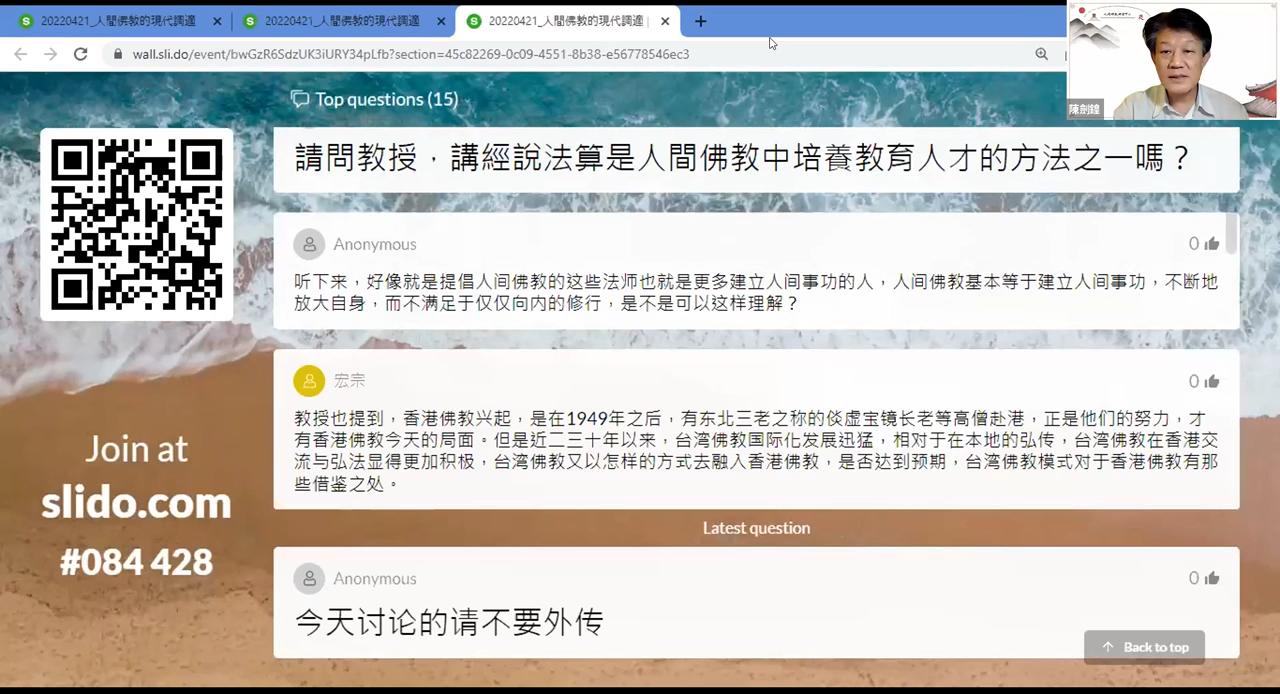 20220421_人間佛教的現代調適
20220421_人間佛教的現代調適
20220421_人間佛教的現代調適 |
wall.sli.do/event/bwGzR6SdzUK3iURY34pLfb?section=45c32269-0c09-4551-8b38-e56778546ec3
陳劍鍠
Top questions (15)
請問教授，講經說法算是人間佛教中培養教育人才的方法之一嗎？
Anonymous
0
听下来，好像就是提倡人间佛教的这些法师也就是更多建立人间事功的人，人间佛教基本等于建立人间事功，不断地
放大自身，而不满足于仅仅向内的修行，是不是可以这样理解？
宏宗
0
教授也提到，香港佛教兴起，是在1949年之后，有东北三老之称的倓虚宝镜长老等高僧赴港，正是他们的努力，才
有香港佛教今天的局面。但是近二三十年以来，台湾佛教国际化发展迅猛，相对于在本地的弘传，台湾佛教在香港交
流与弘法显得更加积极，台湾佛教又以怎样的方式去融入香港佛教，是否达到预期，台湾佛教模式对于香港佛教有那
些借鉴之处。
Join at
slido.com
#084 428
Latest question
Anonymous
0
今天讨论的请不要外传
Back to top